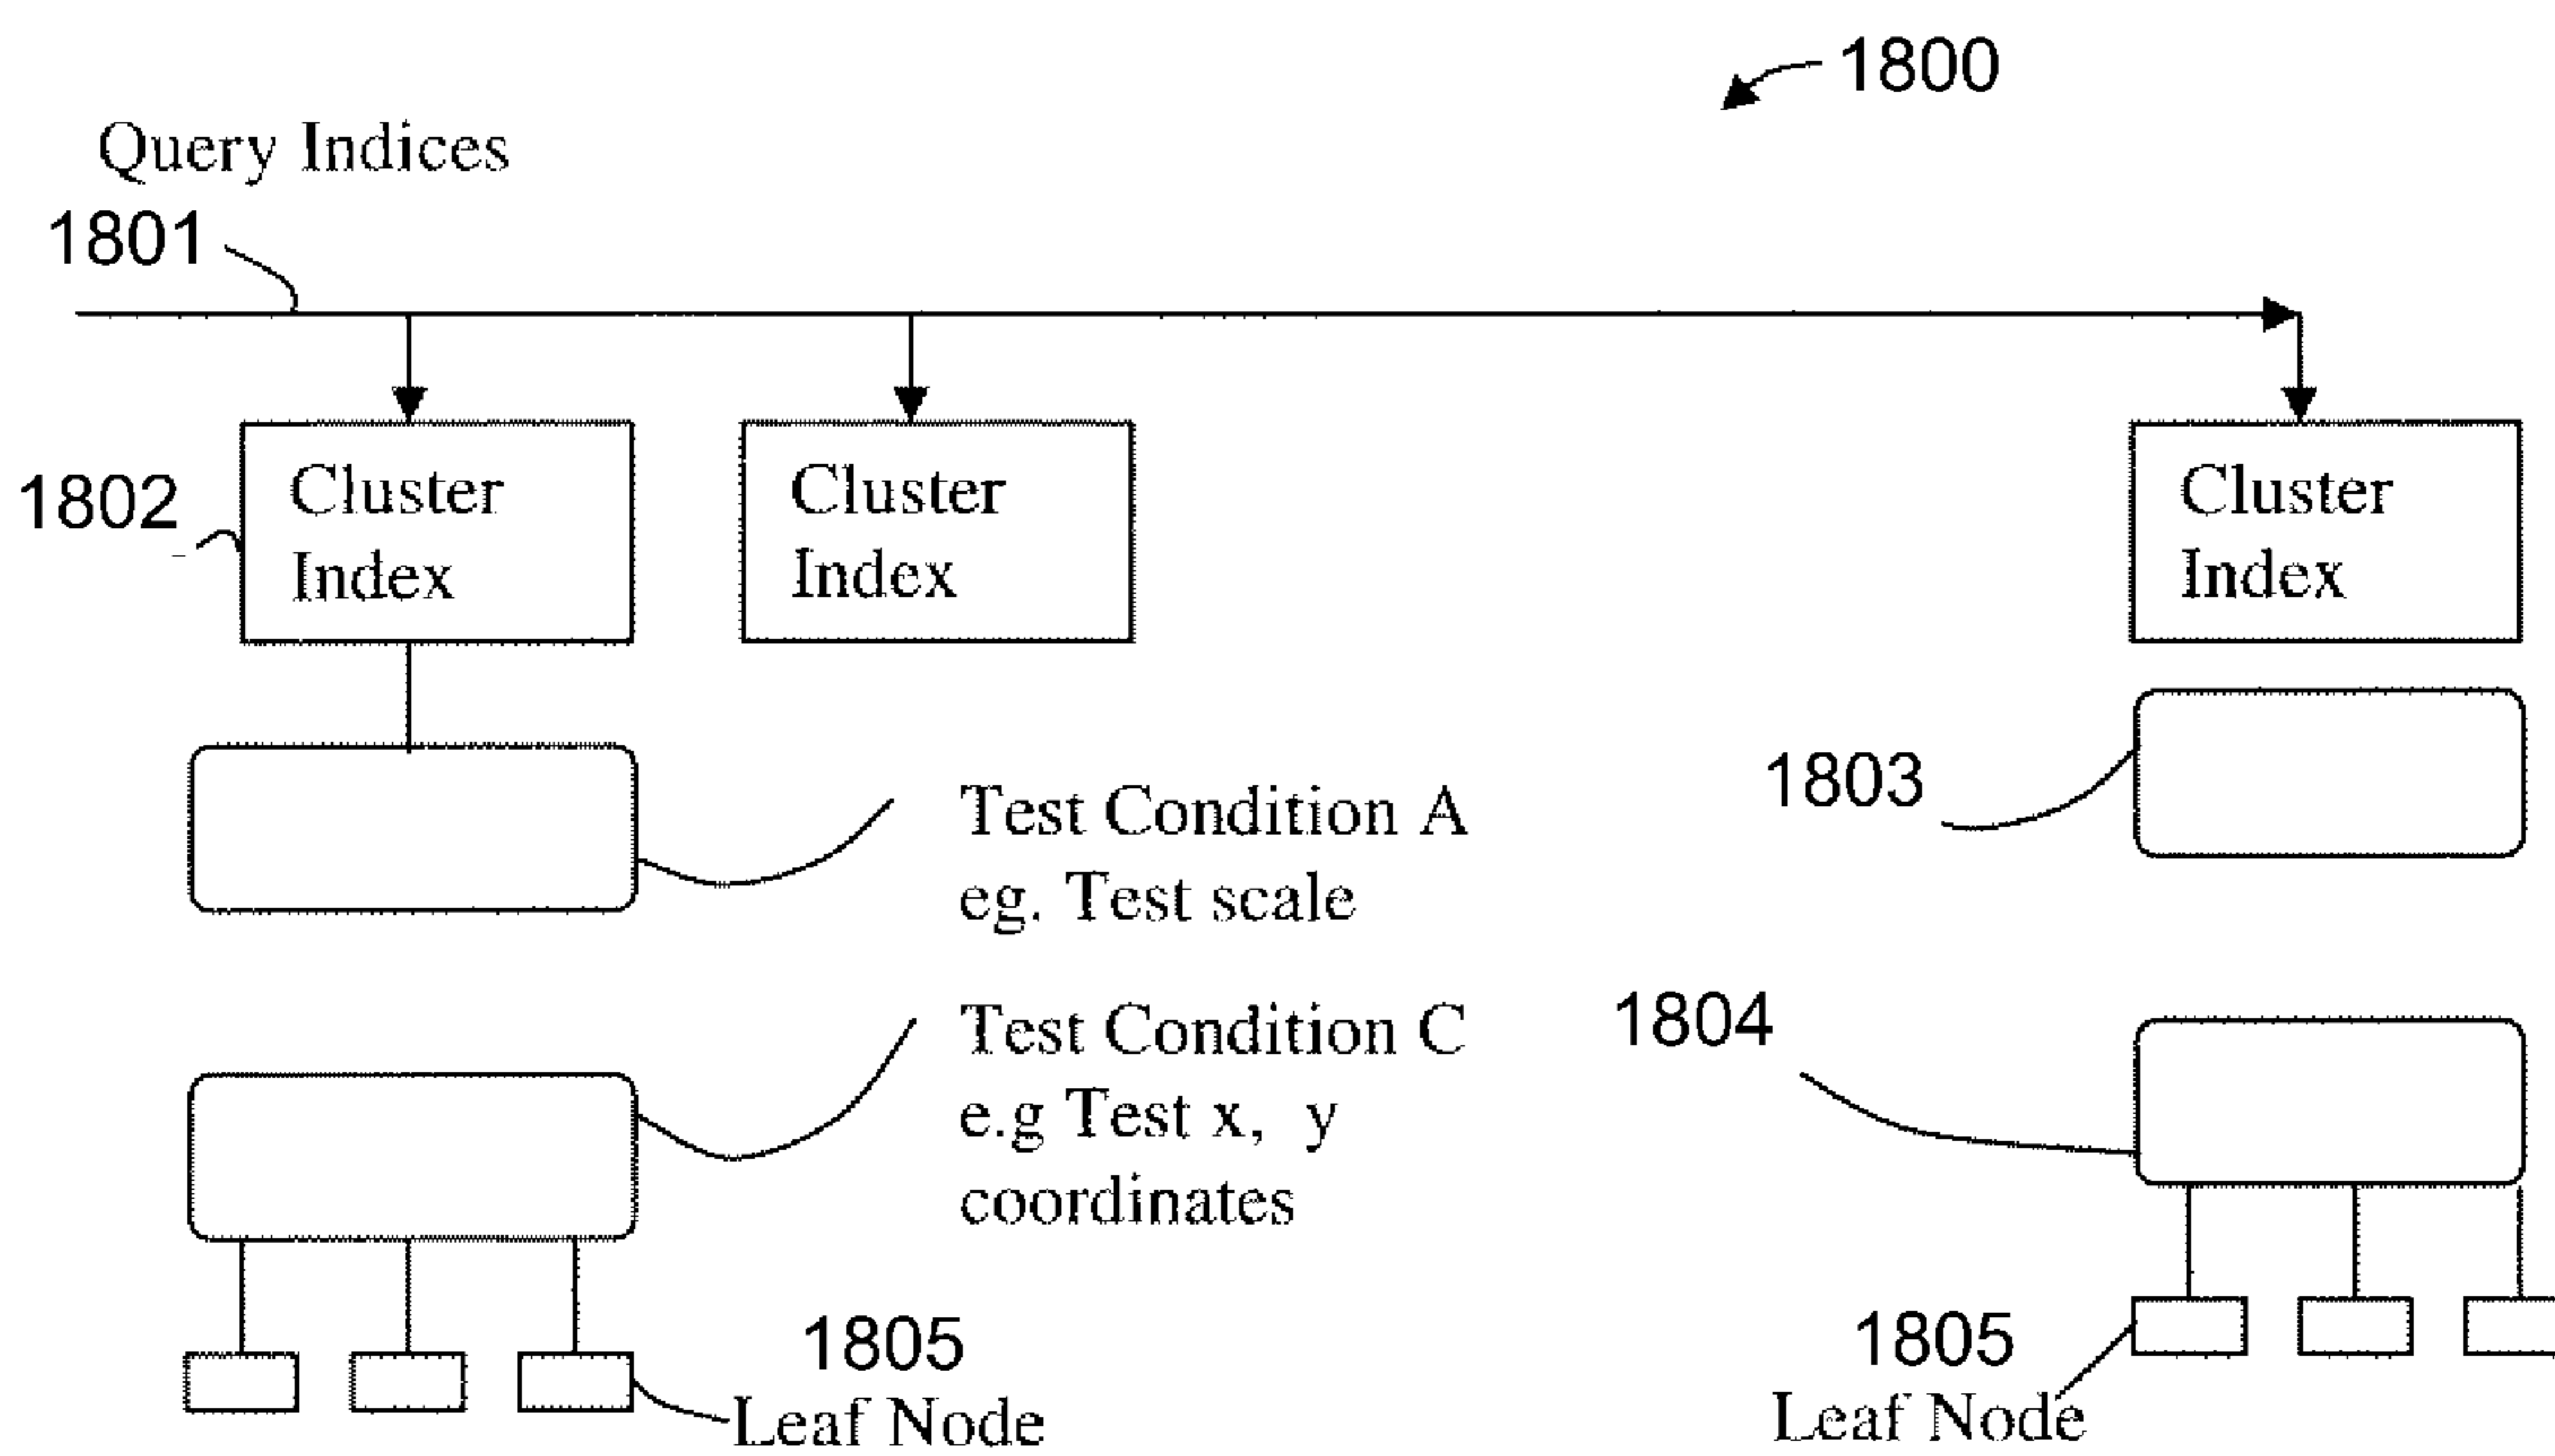 1800
Query Indices
1801
Cluster
Index
Cluster
Index
Cluster
Index
1802
Test Condition A
eg. Test scale
1803
Test Condition C
e.g Test x, y
coordinates
1804
1805
Leaf Node
1805
Leaf Node